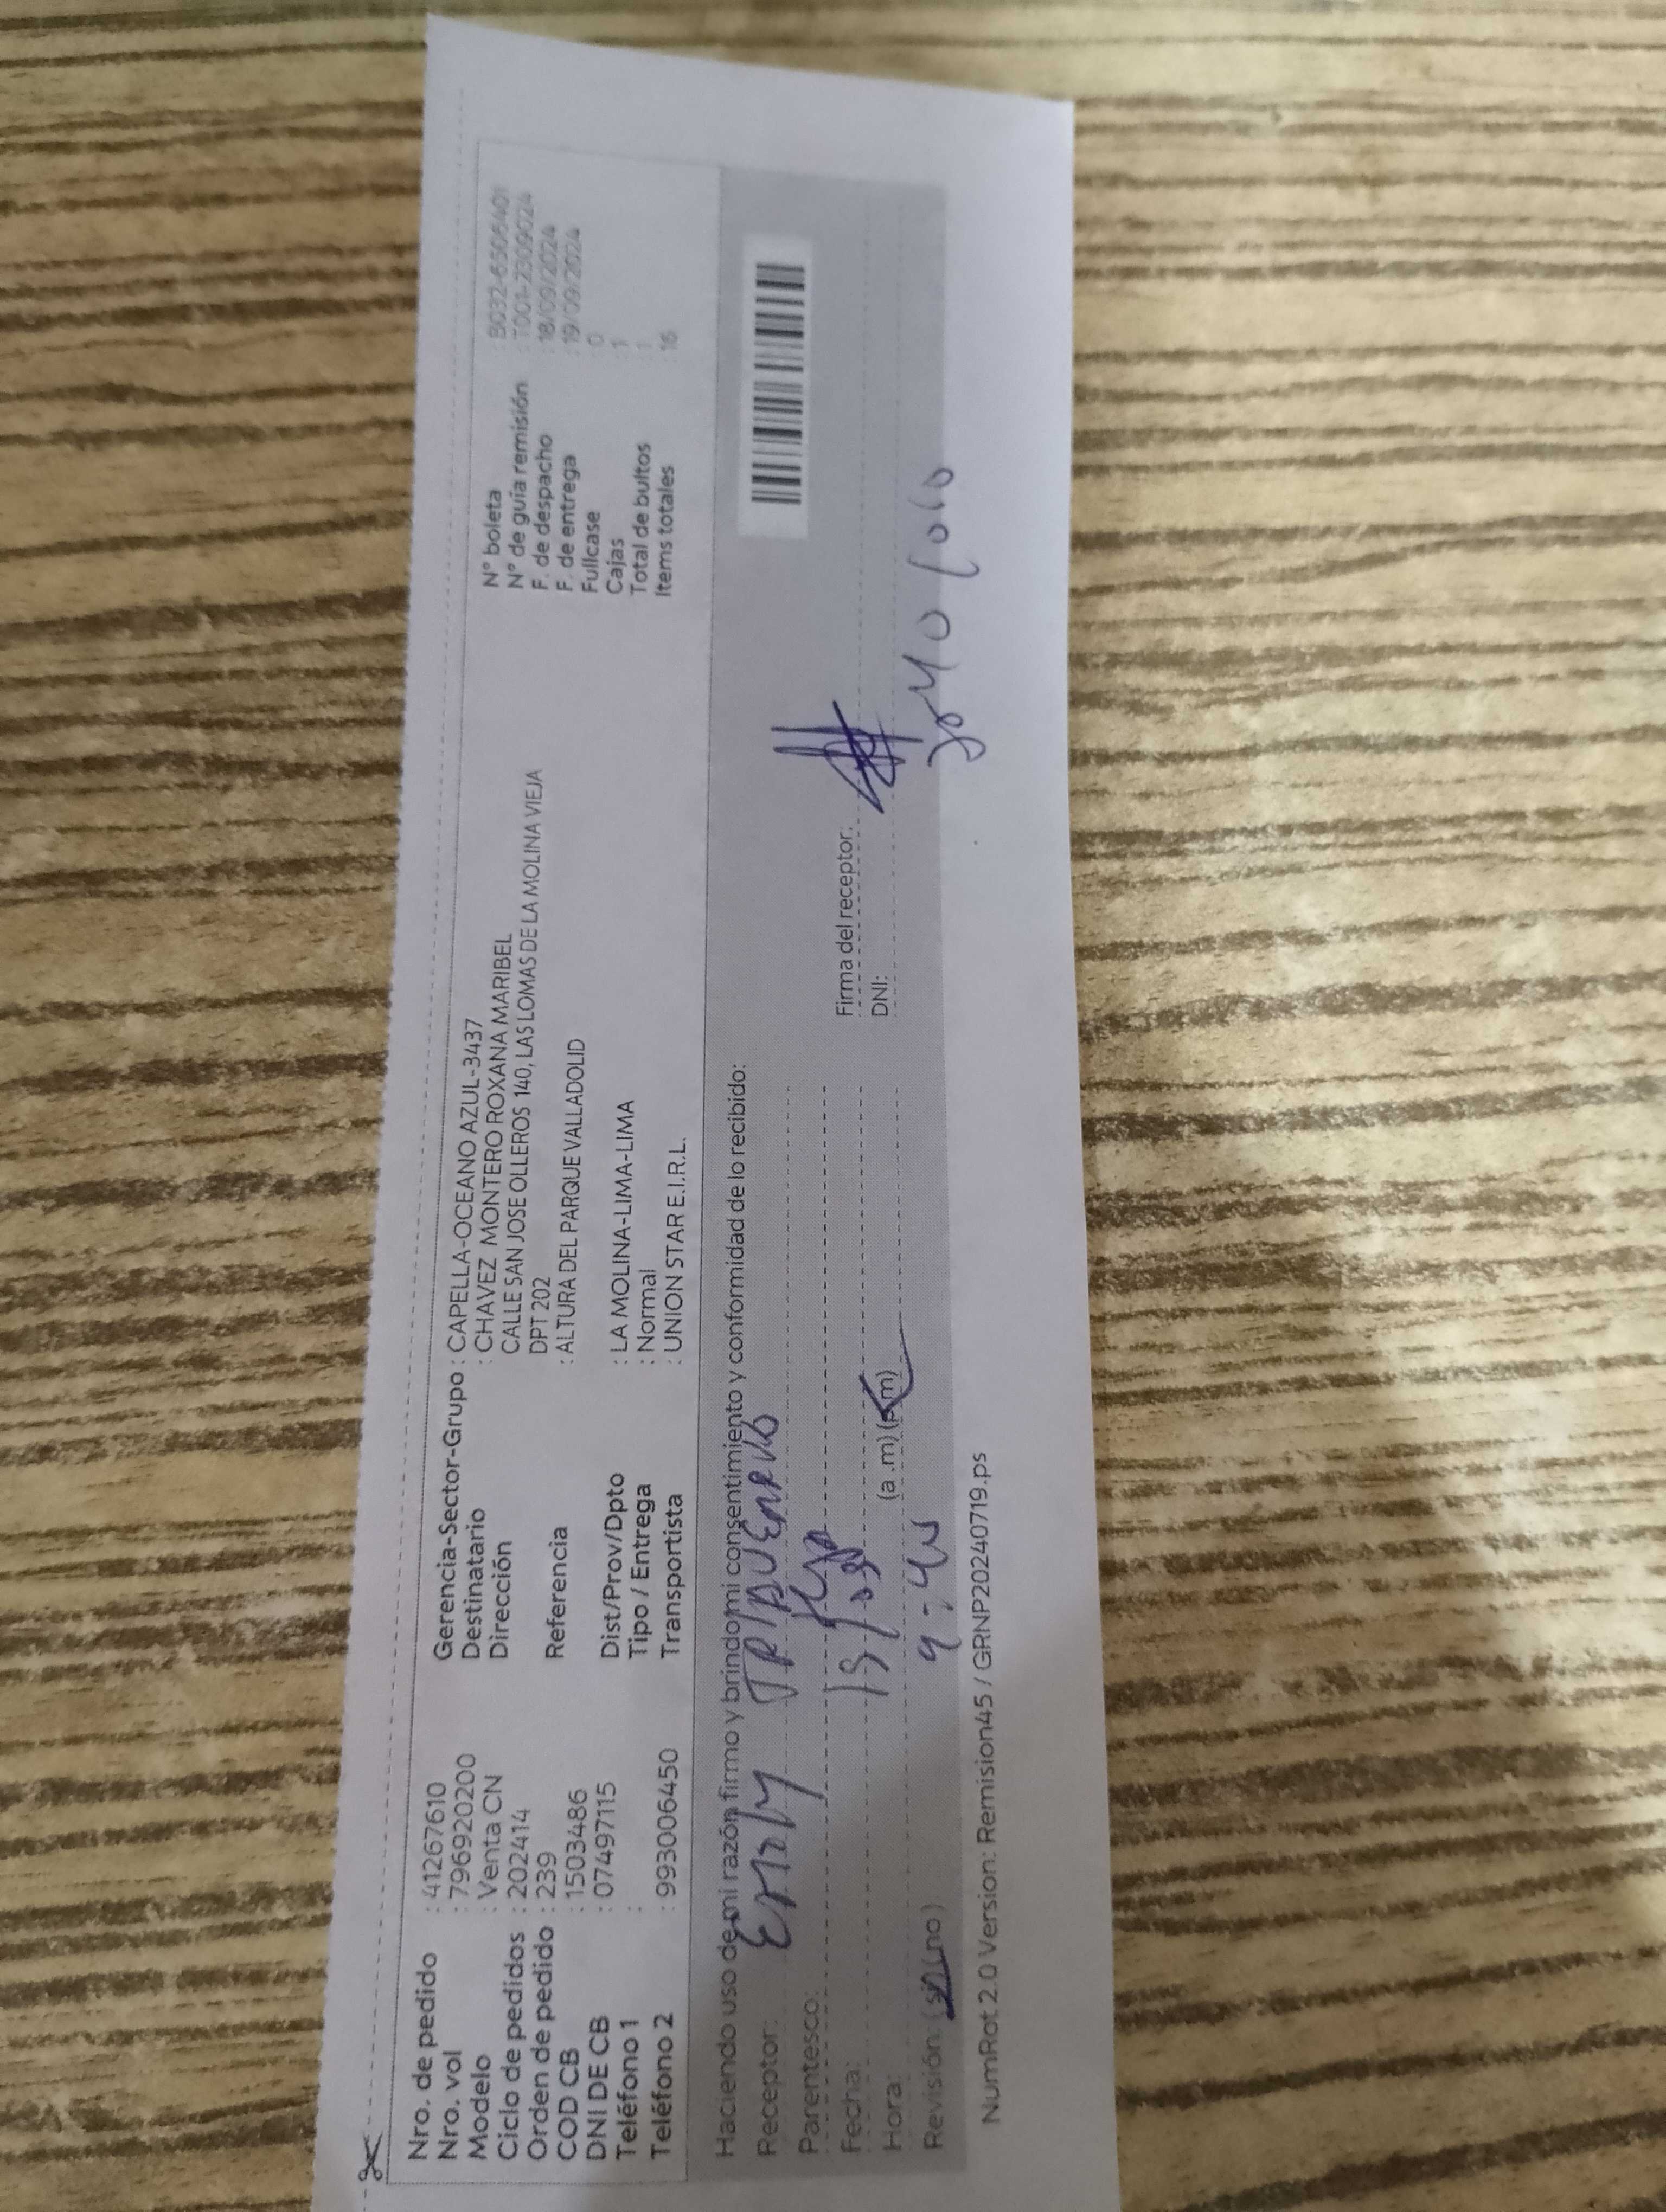 Nro. de pedido : 41267610
Nro. vol : 7969920200
Modelo : Venta CN
Ciclo de pedidos : 202414
Orden de pedido : 239
COD CB : 1503486
DNI DE CB : 07497115
Teléfono 1 :
Teléfono 2 : 993006450
Gerencia-Sector-Grupo : CAPELLA-OCEANO AZUL-3437
Destinatario : CHAVEZ MONTERO ROXANA MARIBEL
Dirección CALLE SAN JOSE OLLEROS 140, LAS LOMAS DE LA MOLINA VIEJA
DPT 202
Referencia : ALTURA DEL PARQUE VALLADOLID
Dist/Prov/Dpto : LA MOLINA-LIMA-LIMA
Tipo / Entrega : Normal
Transportista : UNION STAR E.I.R.L.
N° boleta : B032-6506401
N° de guía remisión : T001-2309024
F. de despacho : 18/09/2024
F. de entrega : 19/09/2024
Fullcase 0
Cajas 1
Total de bultos : 1
Items totales 16
Haciendo uso de mi razón firmo y brindo mi consentimiento y conformidad de lo recibido:
Receptor:
Parentesco:
Fecha:
Hora: (a.m) (p.m)
Revisión: (si) (no)
Firma del receptor:
DNI:
NumRot 2.0 Version: Remision45 / GRNP20240719.ps